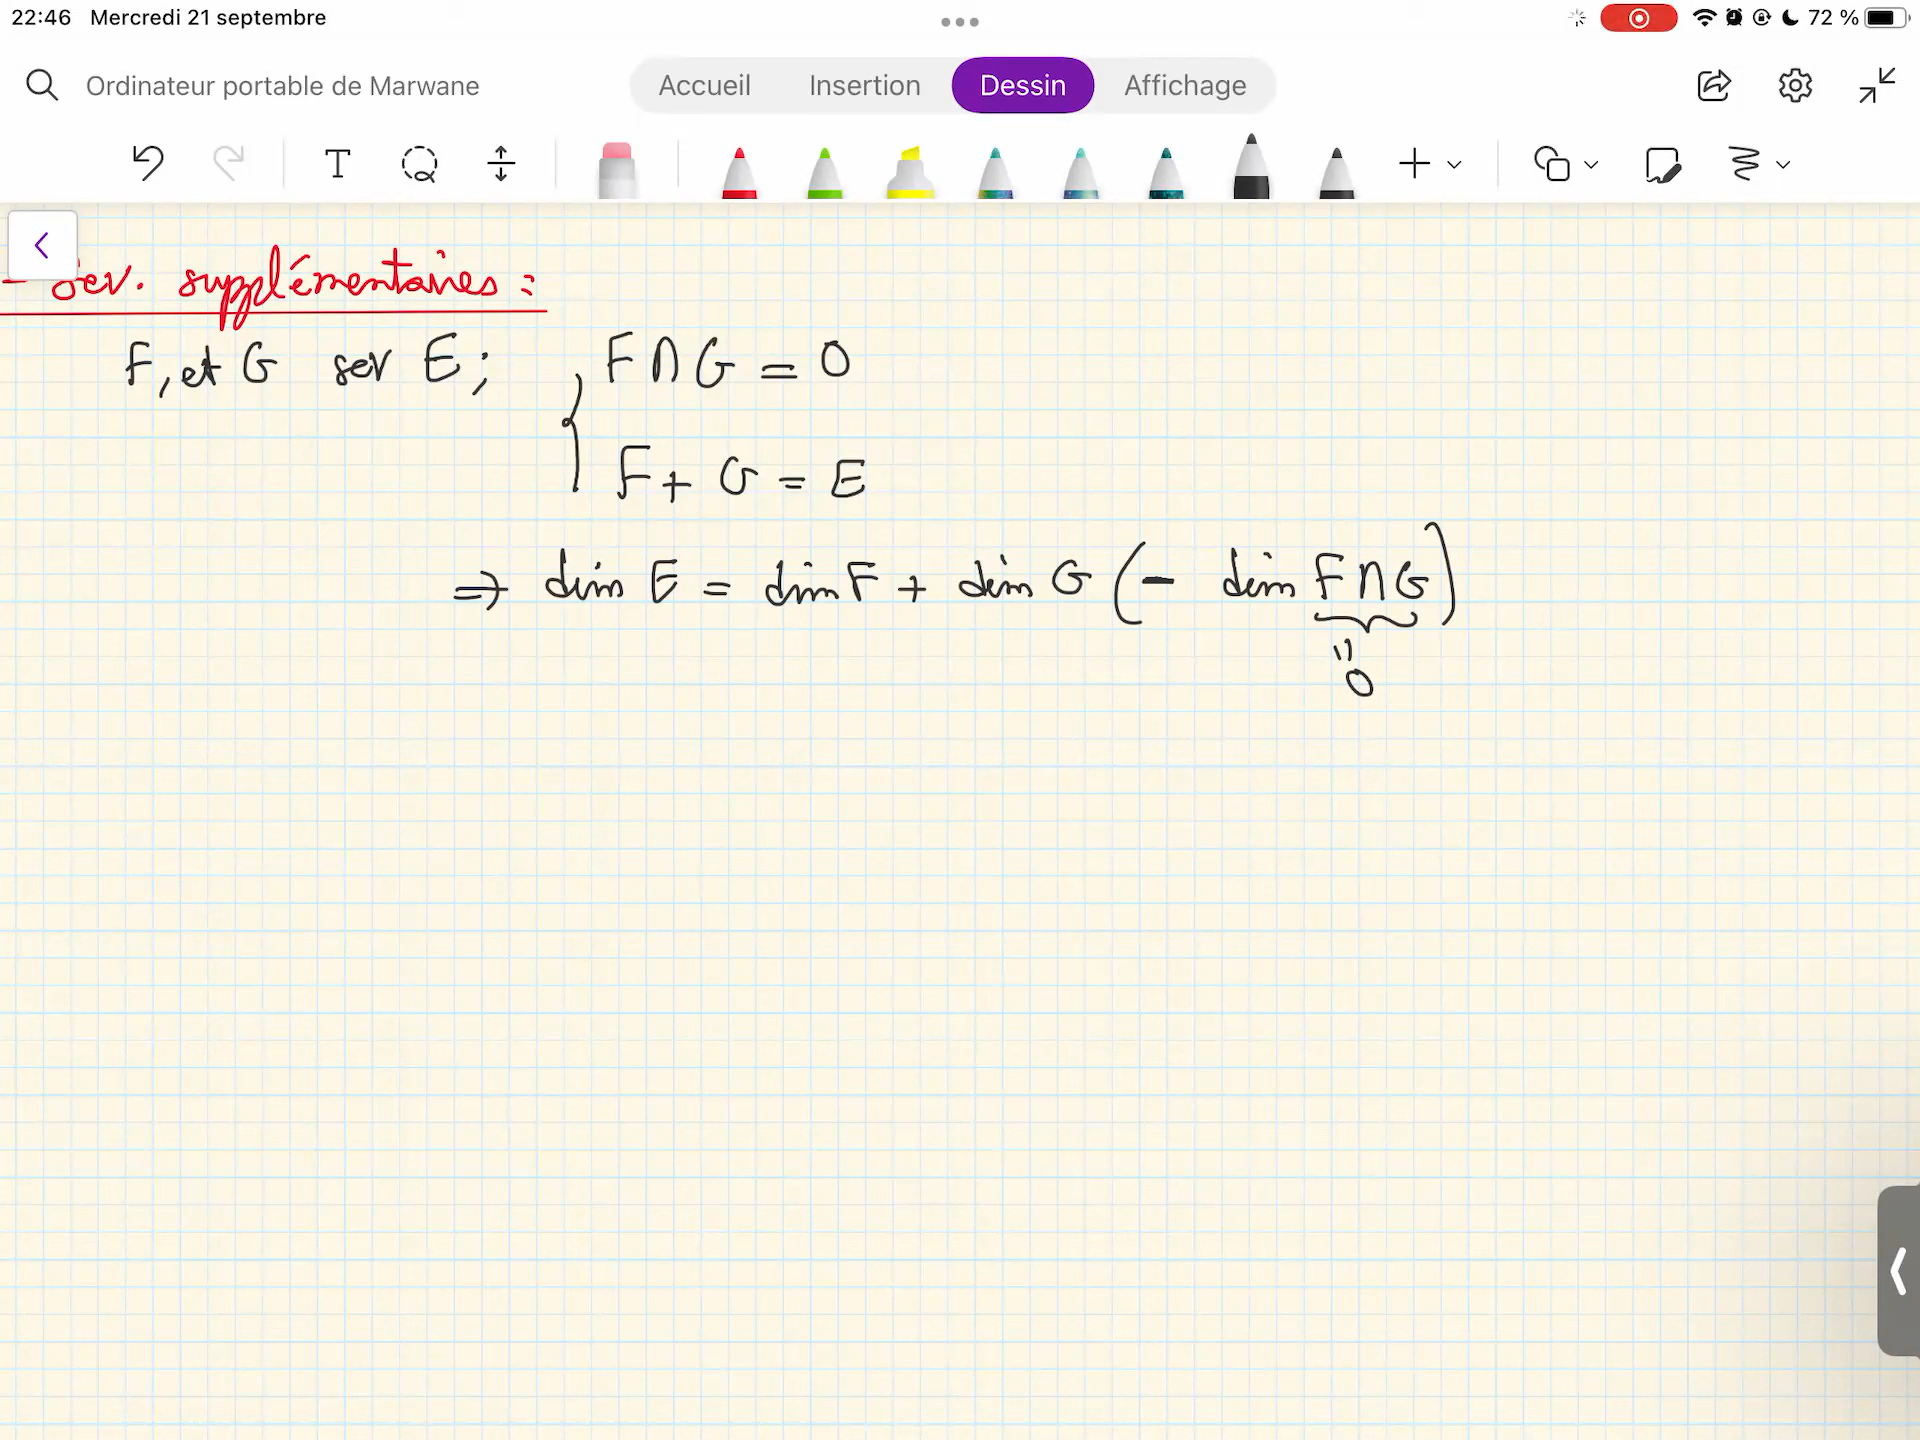 22:46 Mercredi 21 septembre 72 %
Ordinateur portable de Marwane Accueil Insertion Dessin Affichage
T
- sev. supplémentaires :
F, et G sev E ; { F ∩ G = 0
F + G = E
⇒ dim E = dim F + dim G (- dim F ∩ G)
=
0